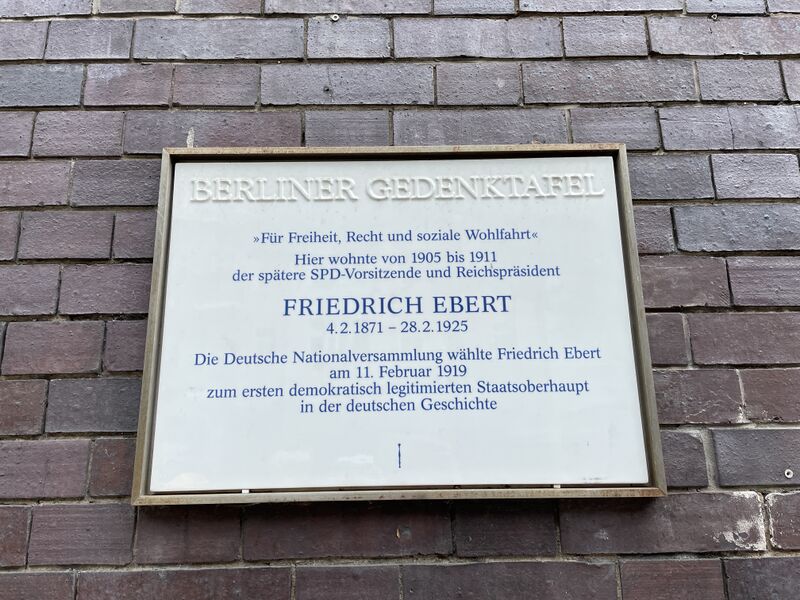 BERLINER GEDENKTAFEL
»Für Freiheit, Recht und soziale Wohlfahrt«
Hier wohnte von 1905 bis 1911
der spätere SPD-Vorsitzende und Reichspräsident
FRIEDRICH EBERT
4.2.1871 – 28.2.1925
Die Deutsche Nationalversammlung wählte Friedrich Ebert
am 11. Februar 1919
zum ersten demokratisch legitimierten Staatsoberhaupt
in der deutschen Geschichte